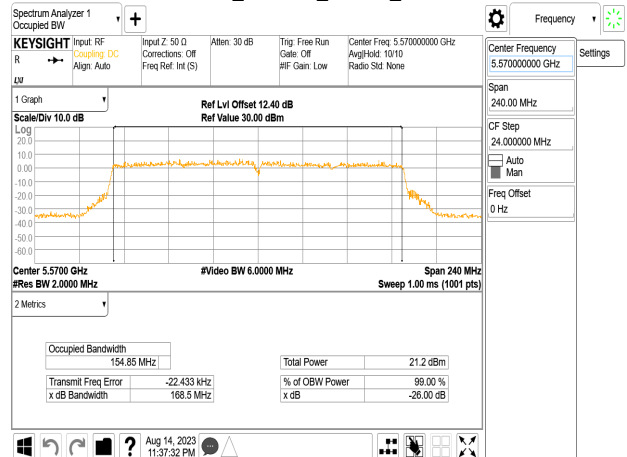 Spectrum Analyzer 1
Occupied BW
Frequency
KEYSIGHT
R
Input: RF
Coupling: DC
Align: Auto
Input Z: 50 Ω
Corrections: Off
Freq Ref: Int (S)
Atten: 30 dB
Trig: Free Run
Gate: Off
#IF Gain: Low
Center Freq: 5.570000000 GHz
Avg|Hold: 10/10
Radio Std: None
Center Frequency
5.570000000 GHz
Settings
Span
240.00 MHz
CF Step
24.000000 MHz
Auto
Man
Freq Offset
0 Hz
1 Graph
Scale/Div 10.0 dB
Ref Lvl Offset 12.40 dB
Ref Value 30.00 dBm
Log
20.0
10.0
0.00
-10.0
-20.0
-30.0
-40.0
-50.0
-60.0
Center 5.5700 GHz
#Video BW 6.0000 MHz
Span 240 MHz
#Res BW 2.0000 MHz
Sweep 1.00 ms (1001 pts)
2 Metrics
Occupied Bandwidth
154.85 MHz
Total Power 21.2 dBm
Transmit Freq Error -22.433 kHz
% of OBW Power 99.00 %
x dB Bandwidth 168.5 MHz
x dB -26.00 dB
?
Aug 14, 2023
11:37:32 PM